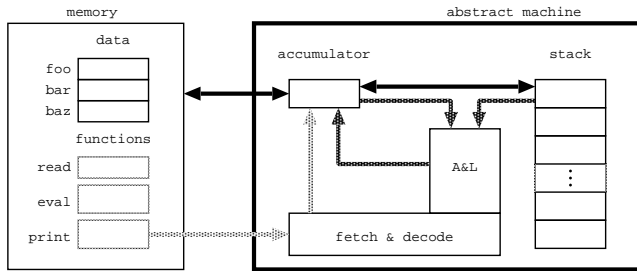 memory
abstract machine
data
foo
bar
baz
functions
read
eval
print
accumulator
stack
A&L
fetch & decode